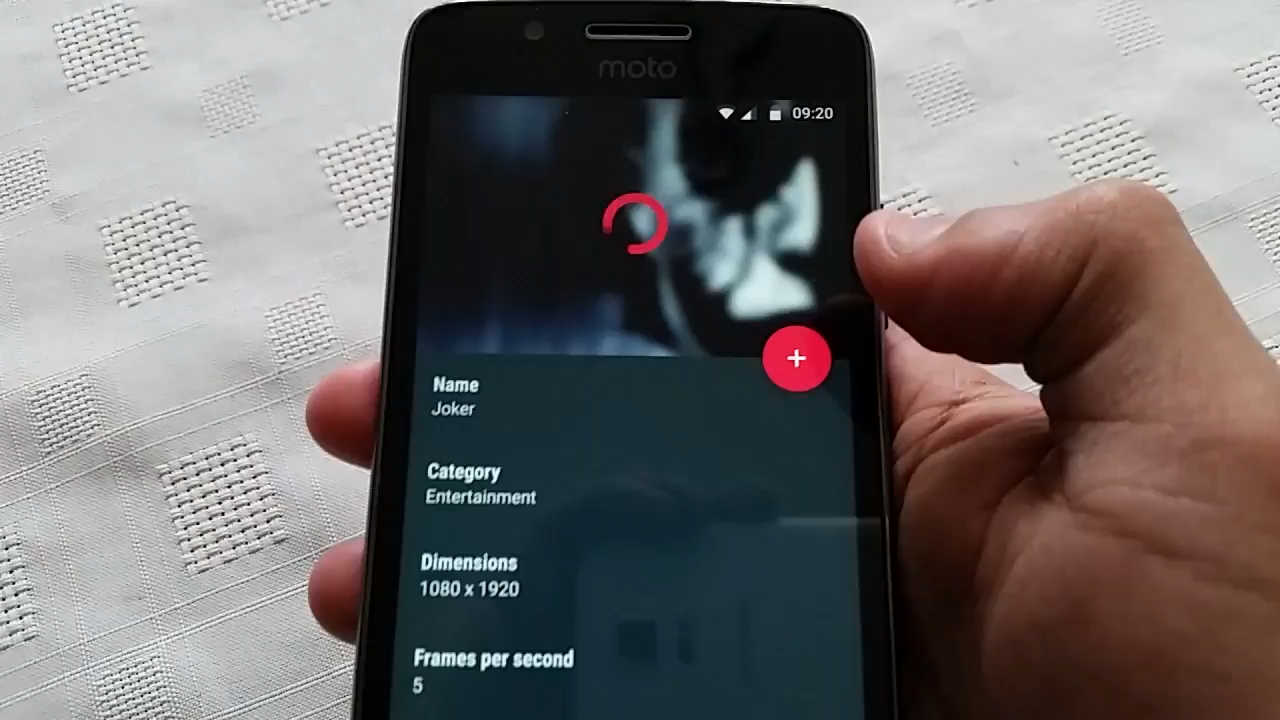 moto
09:20
+
Name
Joker
Category
Entertainment
Dimensions
1080 x 1920
Frames per second
5